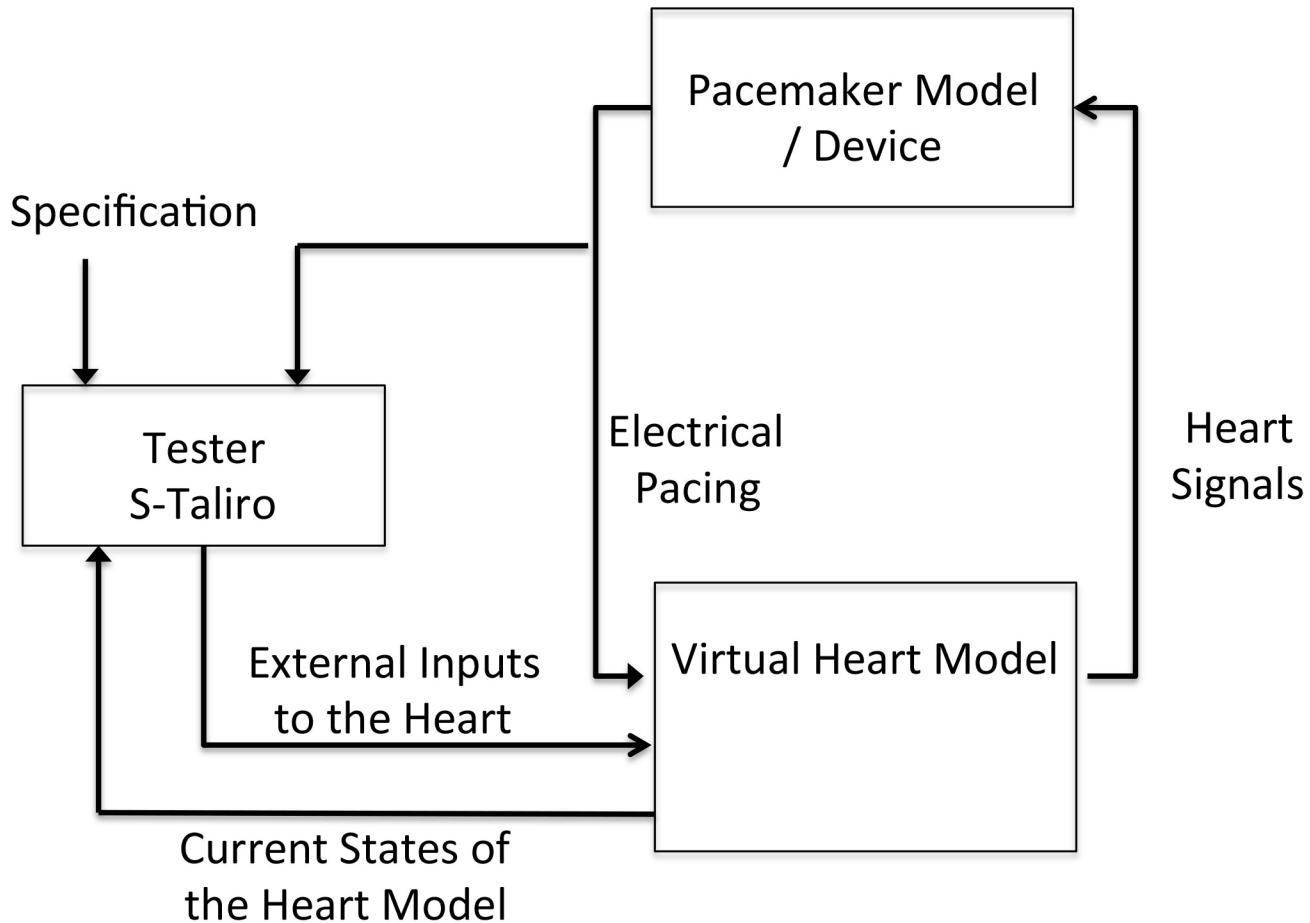 Pacemaker Model
/ Device
Specification
Tester
S-Taliro
Electrical
Pacing
Heart
Signals
External Inputs
to the Heart
Virtual Heart Model
Current States of
the Heart Model